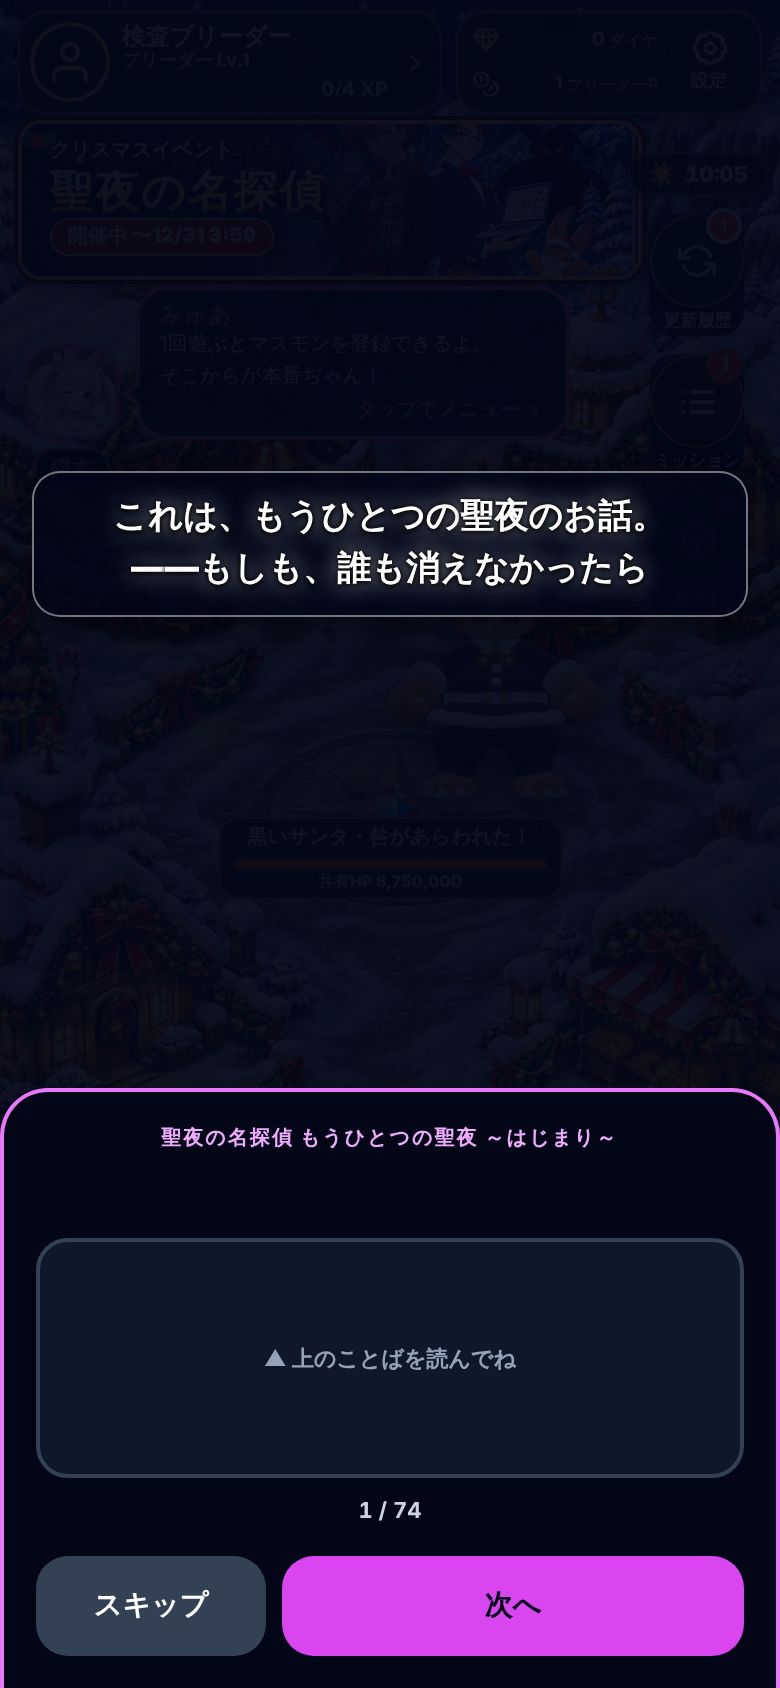 検査ブリーダー
ブリーダー Lv.1
0/4 XP
0 ダイヤ
1 ブリーダーP
設定
クリスマスイベント
聖夜の名探偵
開催中 〜12/31 3:59
10:05
!
更新履歴
みゅあ
1回遊ぶとマスモンを登録できるよ。
そこからが本番ぢゃん！
タップでメニュー
1
ミッション
これは、もうひとつの聖夜のお話。
――もしも、誰も消えなかったら
黒いサンタ・咎があらわれた！
共有HP 8,750,000
聖夜の名探偵 もうひとつの聖夜 ～はじまり～
▲ 上のことばを読んでね
1 / 74
スキップ
次へ